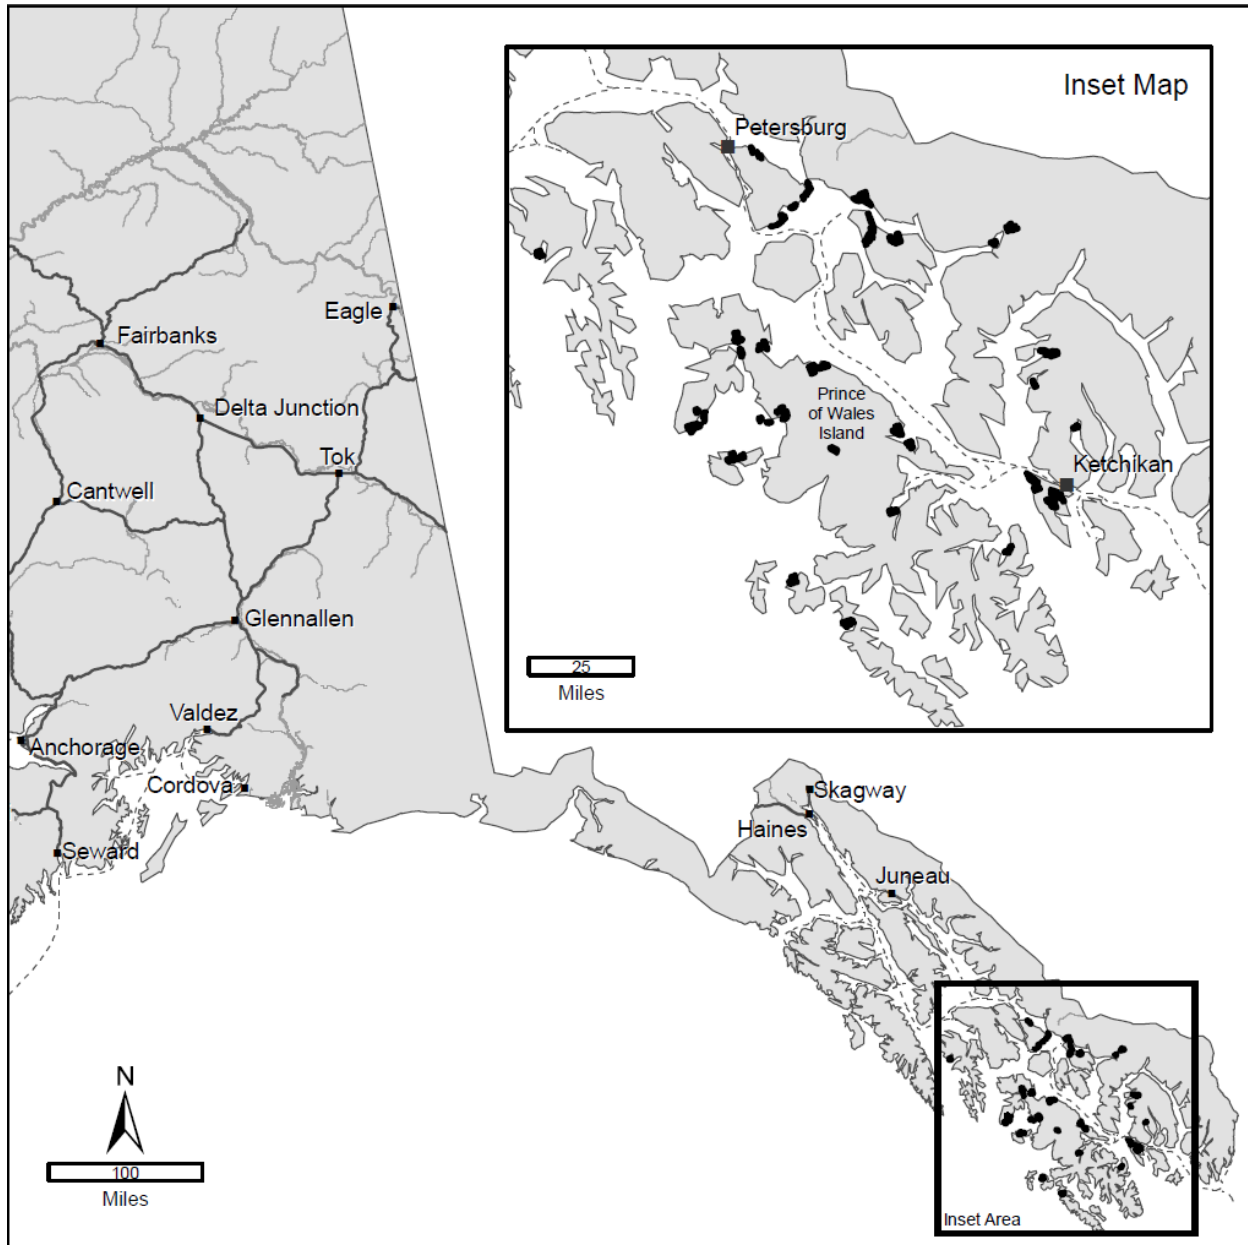 Inset Map
Petersburg
Eagle
Fairbanks
Prince
of Wales
Island
Delta Junction
Tok
Ketchikan
Cantwell
Glennallen
25
Miles
Valdez
Anchorage
Cordova
Skagway
Haines
Seward
Juneau
N
100
Miles
Inset Area